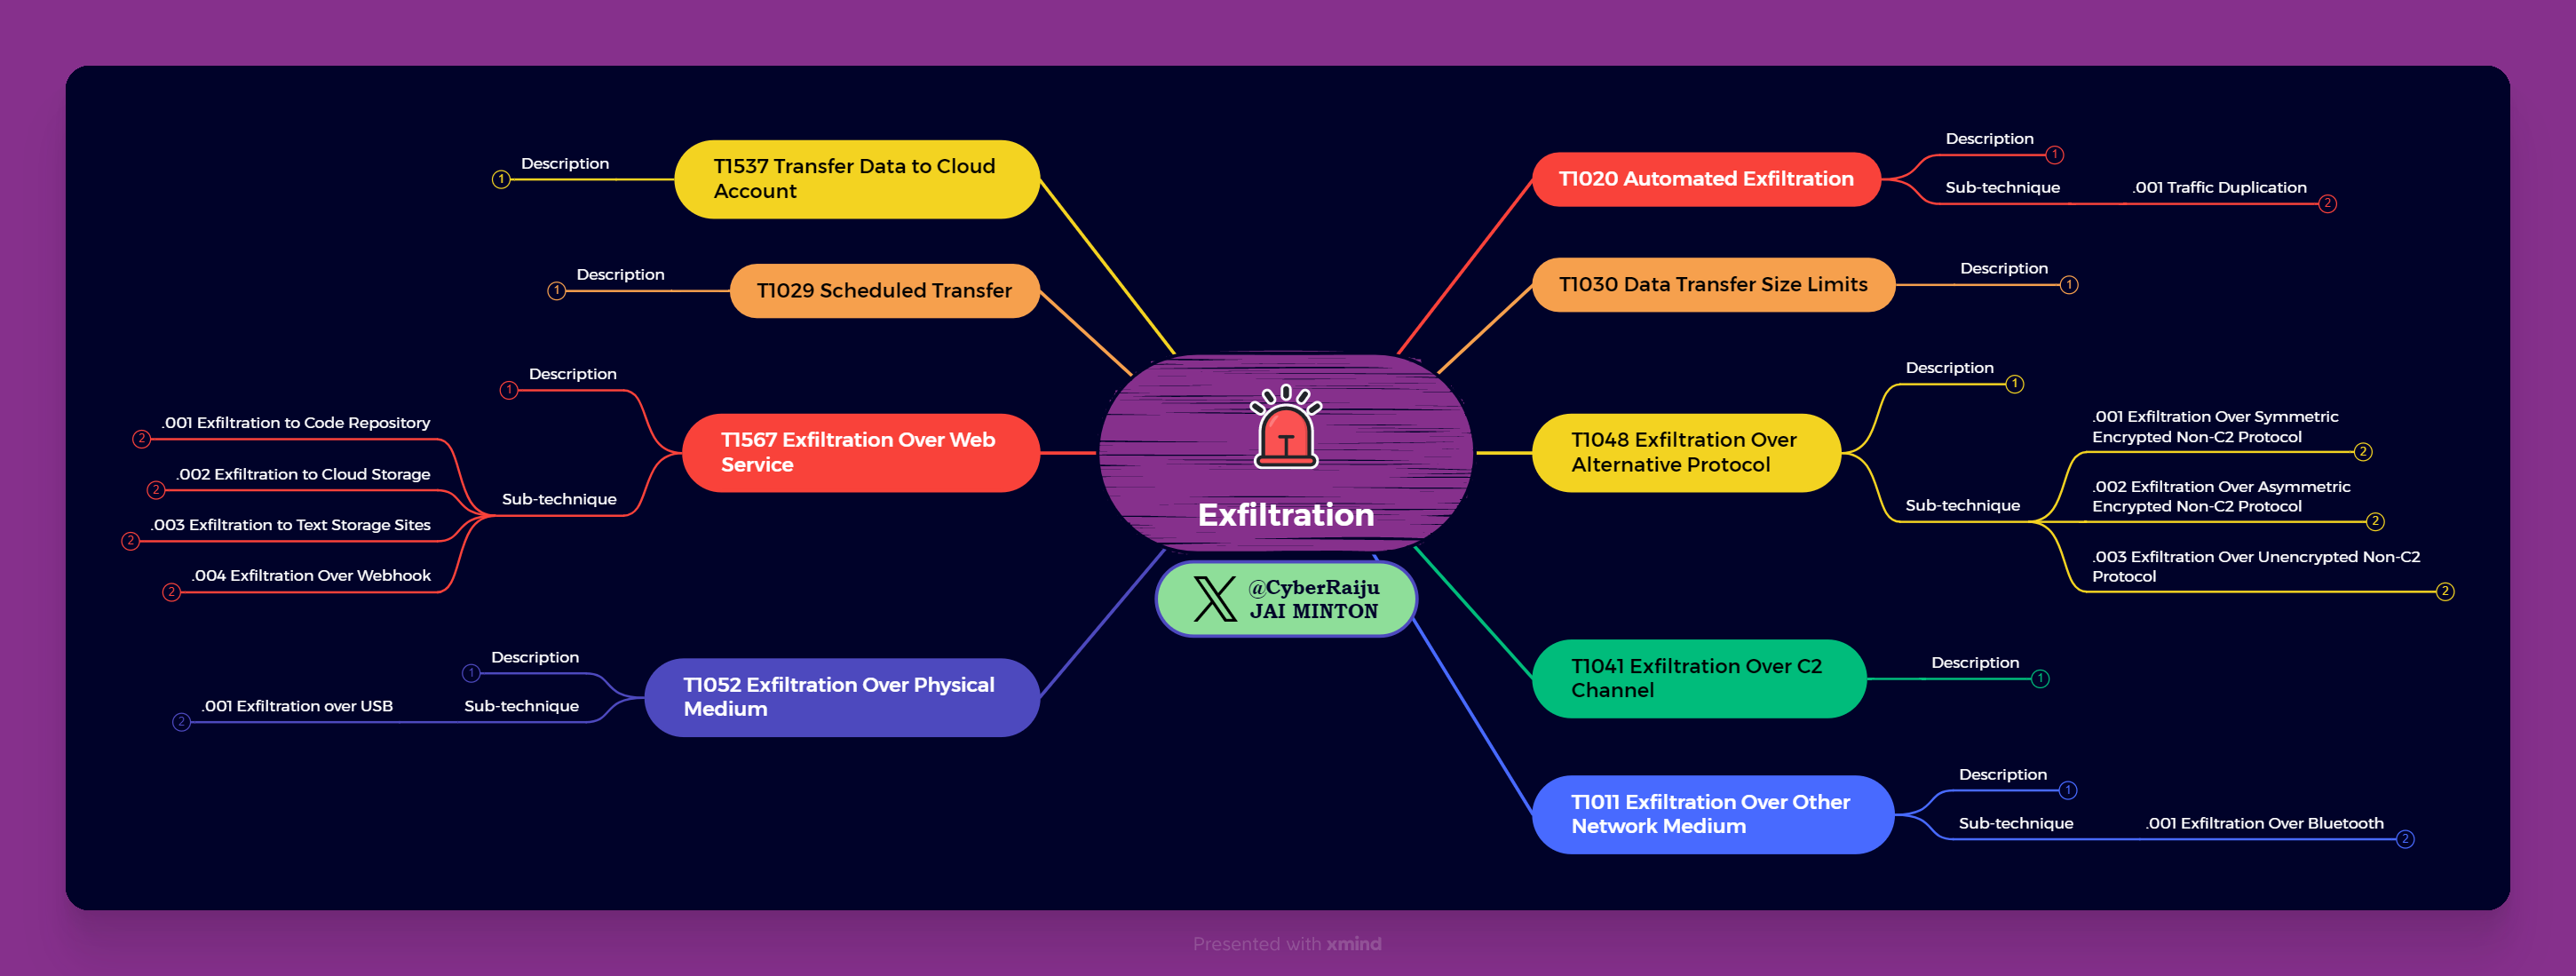 Exfiltration
@CyberRaiju
JAI MINTON
T1020 Automated Exfiltration
Description
1
Sub-technique
.001 Traffic Duplication
2
T1030 Data Transfer Size Limits
Description
1
T1048 Exfiltration Over
Alternative Protocol
Description
1
Sub-technique
.001 Exfiltration Over Symmetric
Encrypted Non-C2 Protocol
2
.002 Exfiltration Over Asymmetric
Encrypted Non-C2 Protocol
2
.003 Exfiltration Over Unencrypted Non-C2
Protocol
2
T1041 Exfiltration Over C2
Channel
Description
1
T1011 Exfiltration Over Other
Network Medium
Description
1
Sub-technique
.001 Exfiltration Over Bluetooth
2
T1537 Transfer Data to Cloud
Account
Description
1
T1029 Scheduled Transfer
Description
1
T1567 Exfiltration Over Web
Service
Description
1
Sub-technique
.001 Exfiltration to Code Repository
2
.002 Exfiltration to Cloud Storage
2
.003 Exfiltration to Text Storage Sites
2
.004 Exfiltration Over Webhook
2
T1052 Exfiltration Over Physical
Medium
Description
1
Sub-technique
.001 Exfiltration over USB
2
Presented with xmind